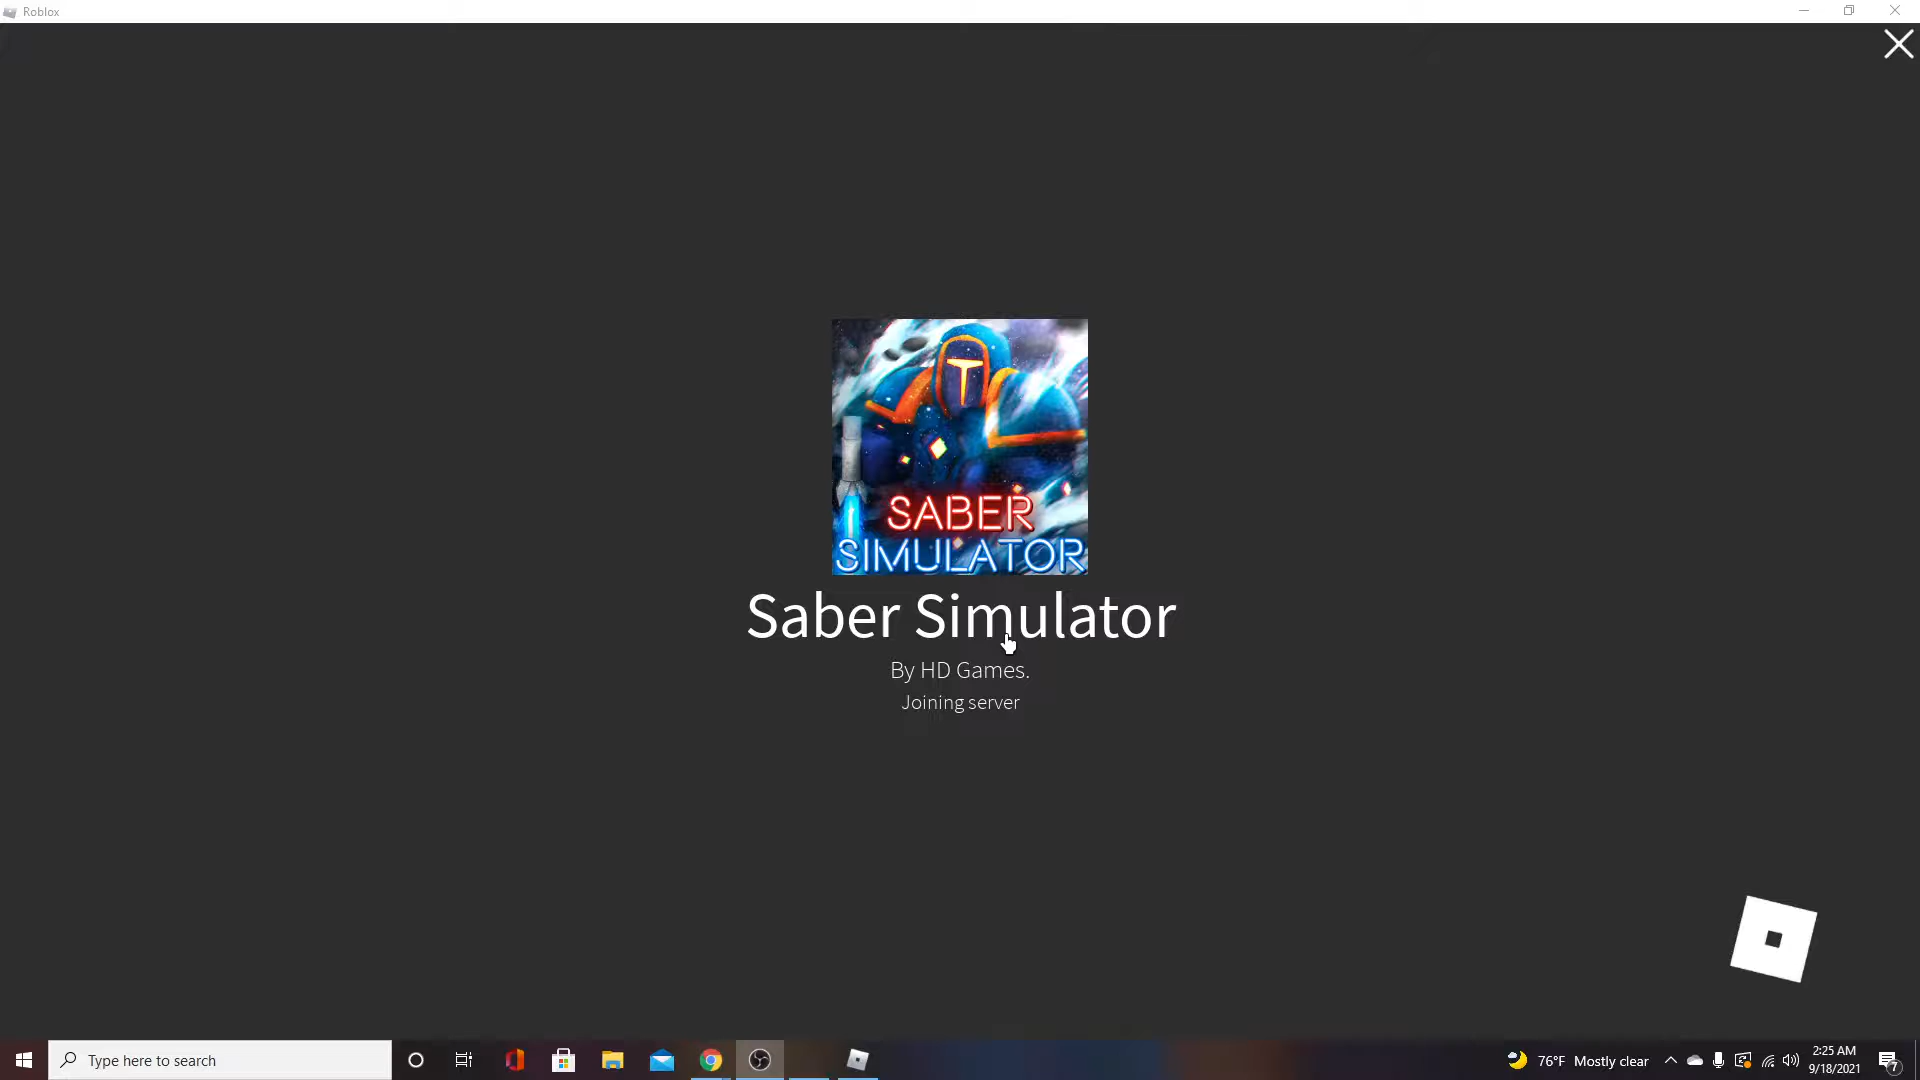 Roblox
SABER
SIMULATOR
Saber Simulator
By HD Games.
Joining server
Type here to search
76°F Mostly clear
2:25 AM
9/18/2021
7